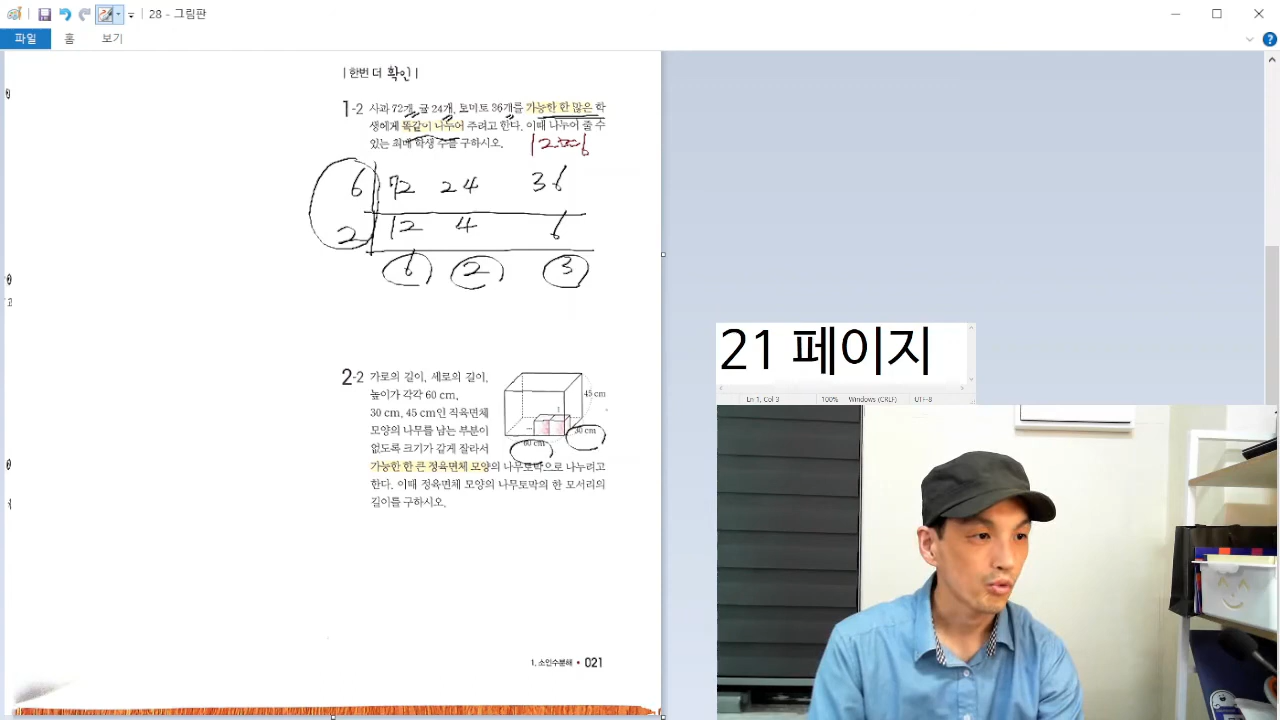 28 - 그림판
파일 홈 보기
| 한번 더 확인 |
1-2 사과 72개, 귤 24개, 토마토 36개를 가능한 한 많은 학
생에게 똑같이 나누어 주려고 한다. 이때 나누어 줄 수
있는 최대 학생 수를 구하시오.
6 72 24 36
2 12 4 6
6 2 3
2-2 가로의 길이, 세로의 길이,
높이가 각각 60 cm,
30 cm, 45 cm인 직육면체
모양의 나무를 남는 부분이
없도록 크기가 같게 잘라서
가능한 한 큰 정육면체 모양의 나무토막으로 나누려고
한다. 이때 정육면체 모양의 나무토막의 한 모서리의
길이를 구하시오.
45 cm
30 cm
60 cm
1. 소인수분해 • 021
21 페이지
Ln 1, Col 3 100% Windows (CRLF) UTF-8